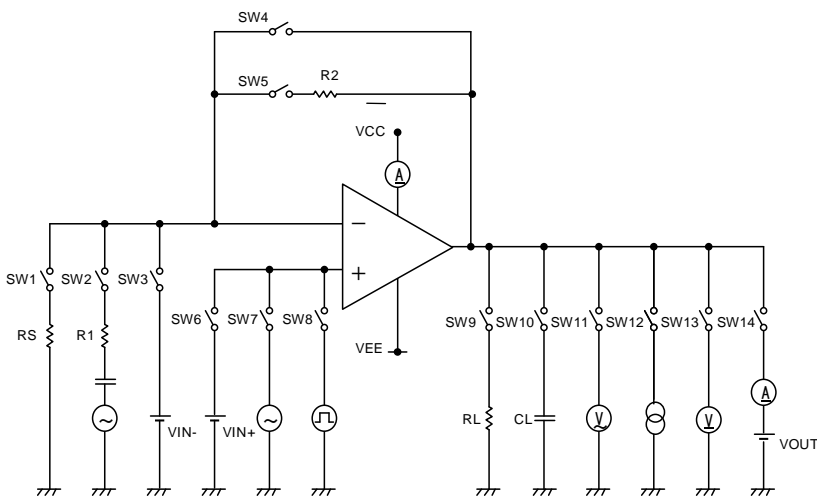 SW4
SW5
R2
VCC
A
SW1
SW2
SW3
−
+
SW6
SW7
SW8
SW9
SW10
SW11
SW12
SW13
SW14
RS
R1
VEE
VIN-
VIN+
RL
CL
V
V
A
VOUT